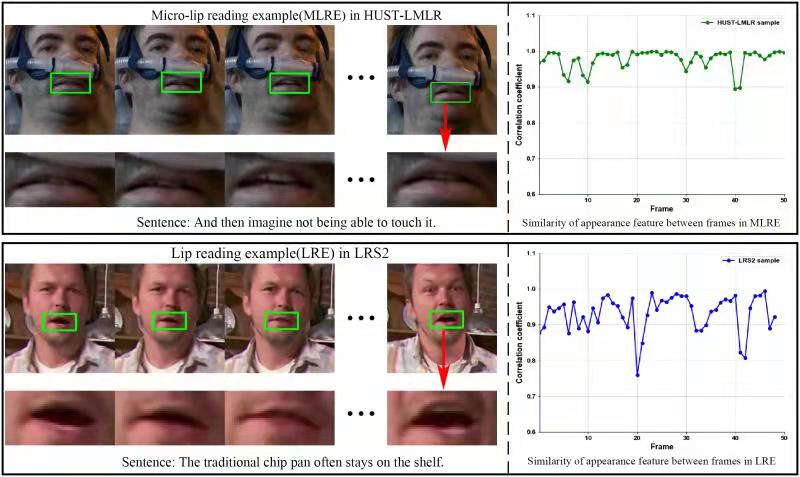 Micro-lip reading example(MLRE) in HUST-LMLR
Sentence: And then imagine not being able to touch it.
HUST-LMLR sample
Correlation coefficient
1.1
1.0
0.9
0.8
0.7
0.6
10
20
30
40
50
Frame
Similarity of appearance feature between frames in MLRE
Lip reading example(LRE) in LRS2
Sentence: The traditional chip pan often stays on the shelf.
LRS2 sample
Correlation coefficient
1.1
1.0
0.9
0.8
0.7
0.6
10
20
30
40
50
Frame
Similarity of appearance feature between frames in LRE